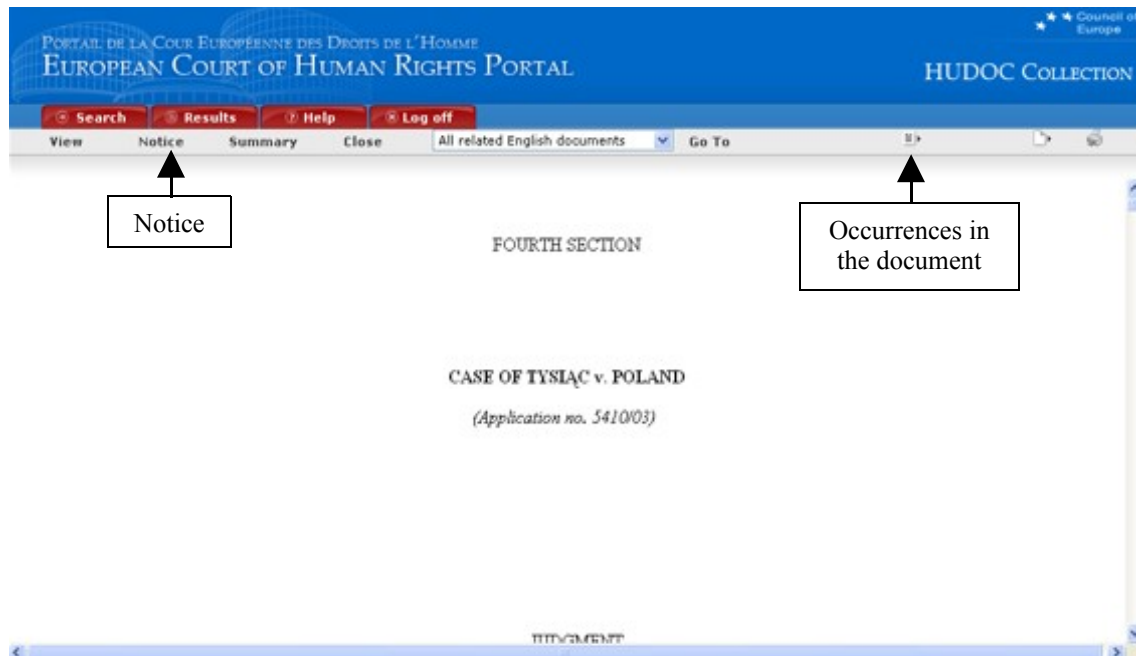 Council of
Europe
PORTAIL DE LA COUR EUROPÉENNE DES DROITS DE L'HOMME
EUROPEAN COURT OF HUMAN RIGHTS PORTAL
HUDOC COLLECTION
Search Results Help Log off
View Notice Summary Close All related English documents Go To
Notice
Occurrences in
the document
FOURTH SECTION
CASE OF TYSIĄC v. POLAND
(Application no. 5410/03)
JUDGMENT